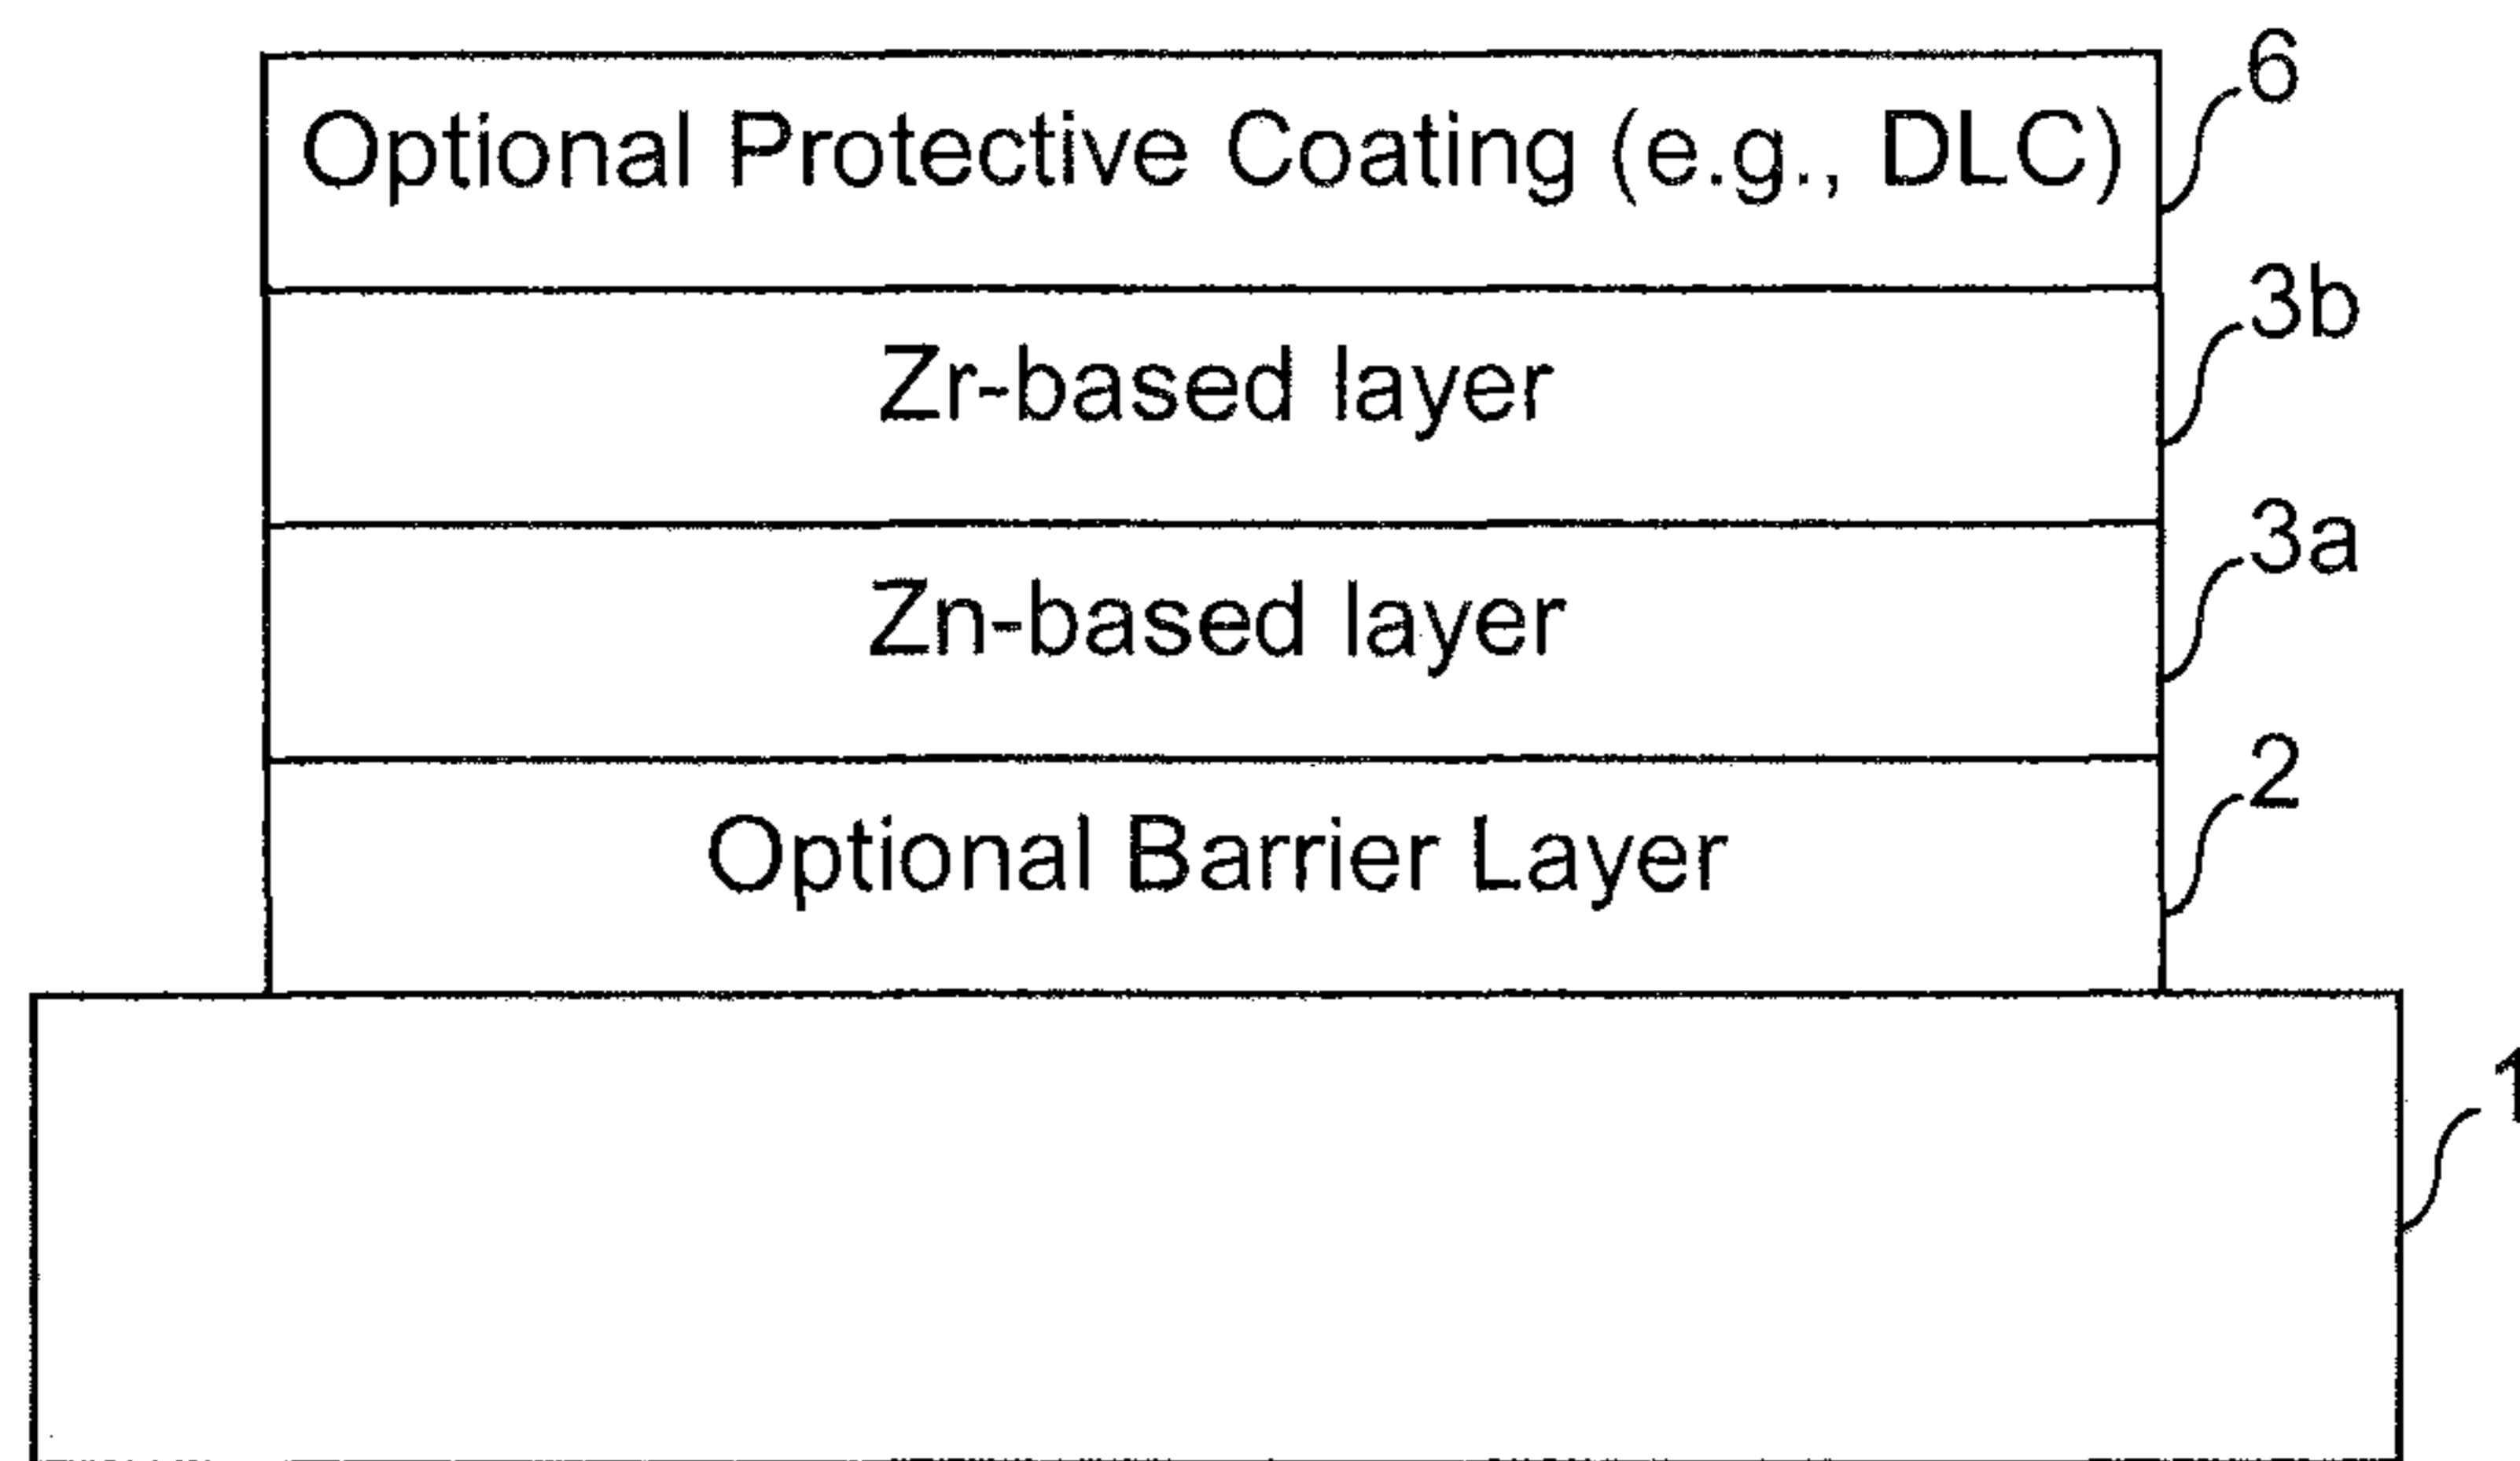 Optional Protective Coating (e.g., DLC)
6
Zr-based layer
3b
Zn-based layer
3a
Optional Barrier Layer
2
1